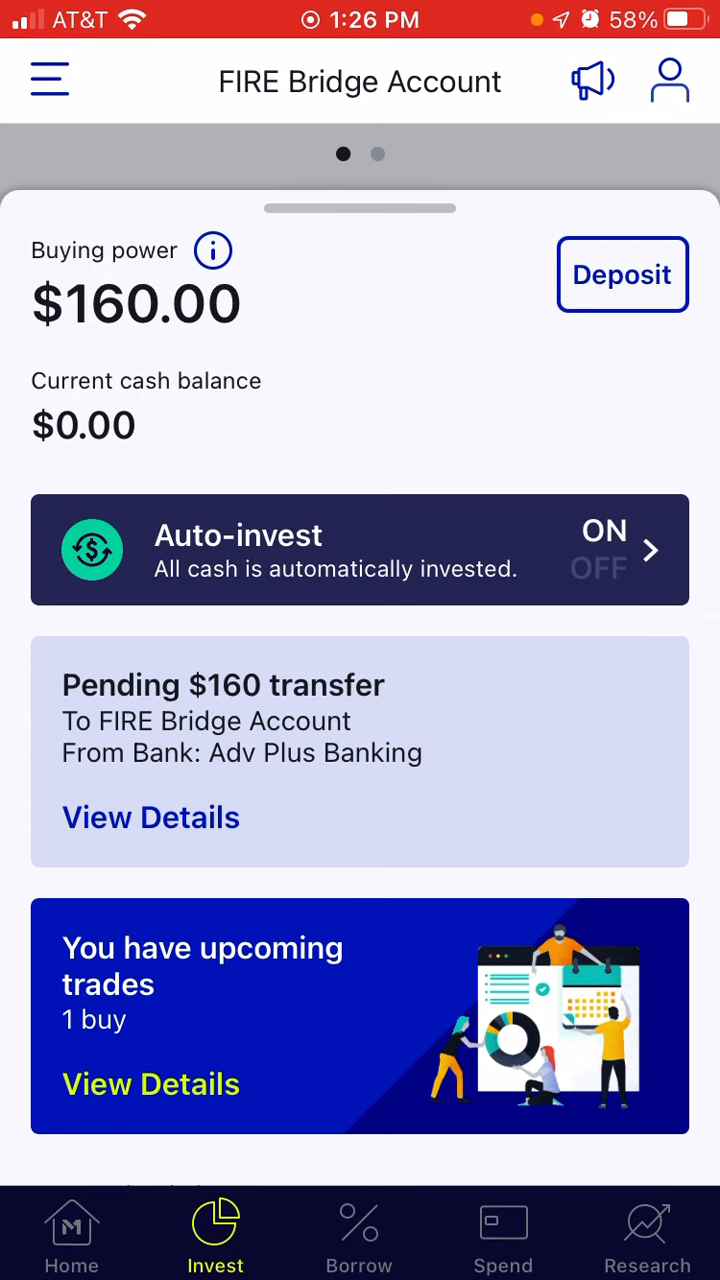 AT&T 1:26 PM 58%
FIRE Bridge Account
Buying power
$160.00
Deposit
Current cash balance
$0.00
Auto-invest
All cash is automatically invested.
ON
OFF
Pending $160 transfer
To FIRE Bridge Account
From Bank: Adv Plus Banking
View Details
You have upcoming
trades
1 buy
View Details
Home Invest Borrow Spend Research